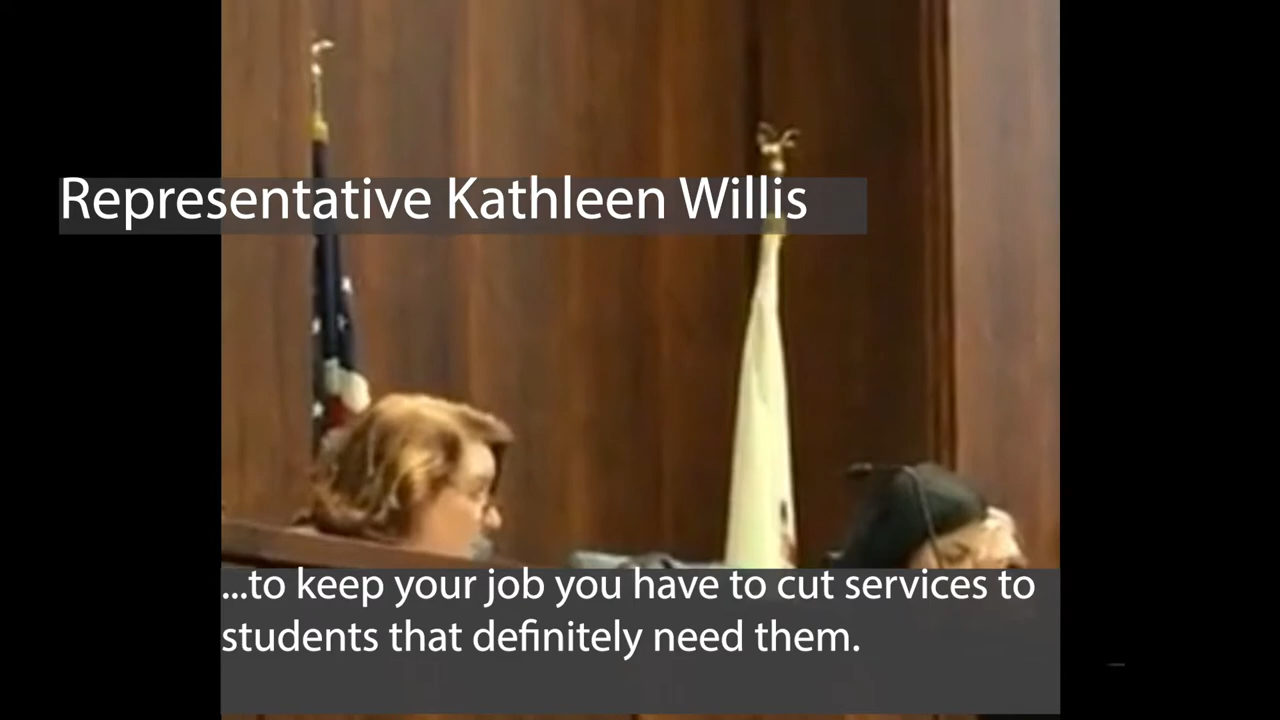 Representative Kathleen Willis
...to keep your job you have to cut services to
students that definitely need them.